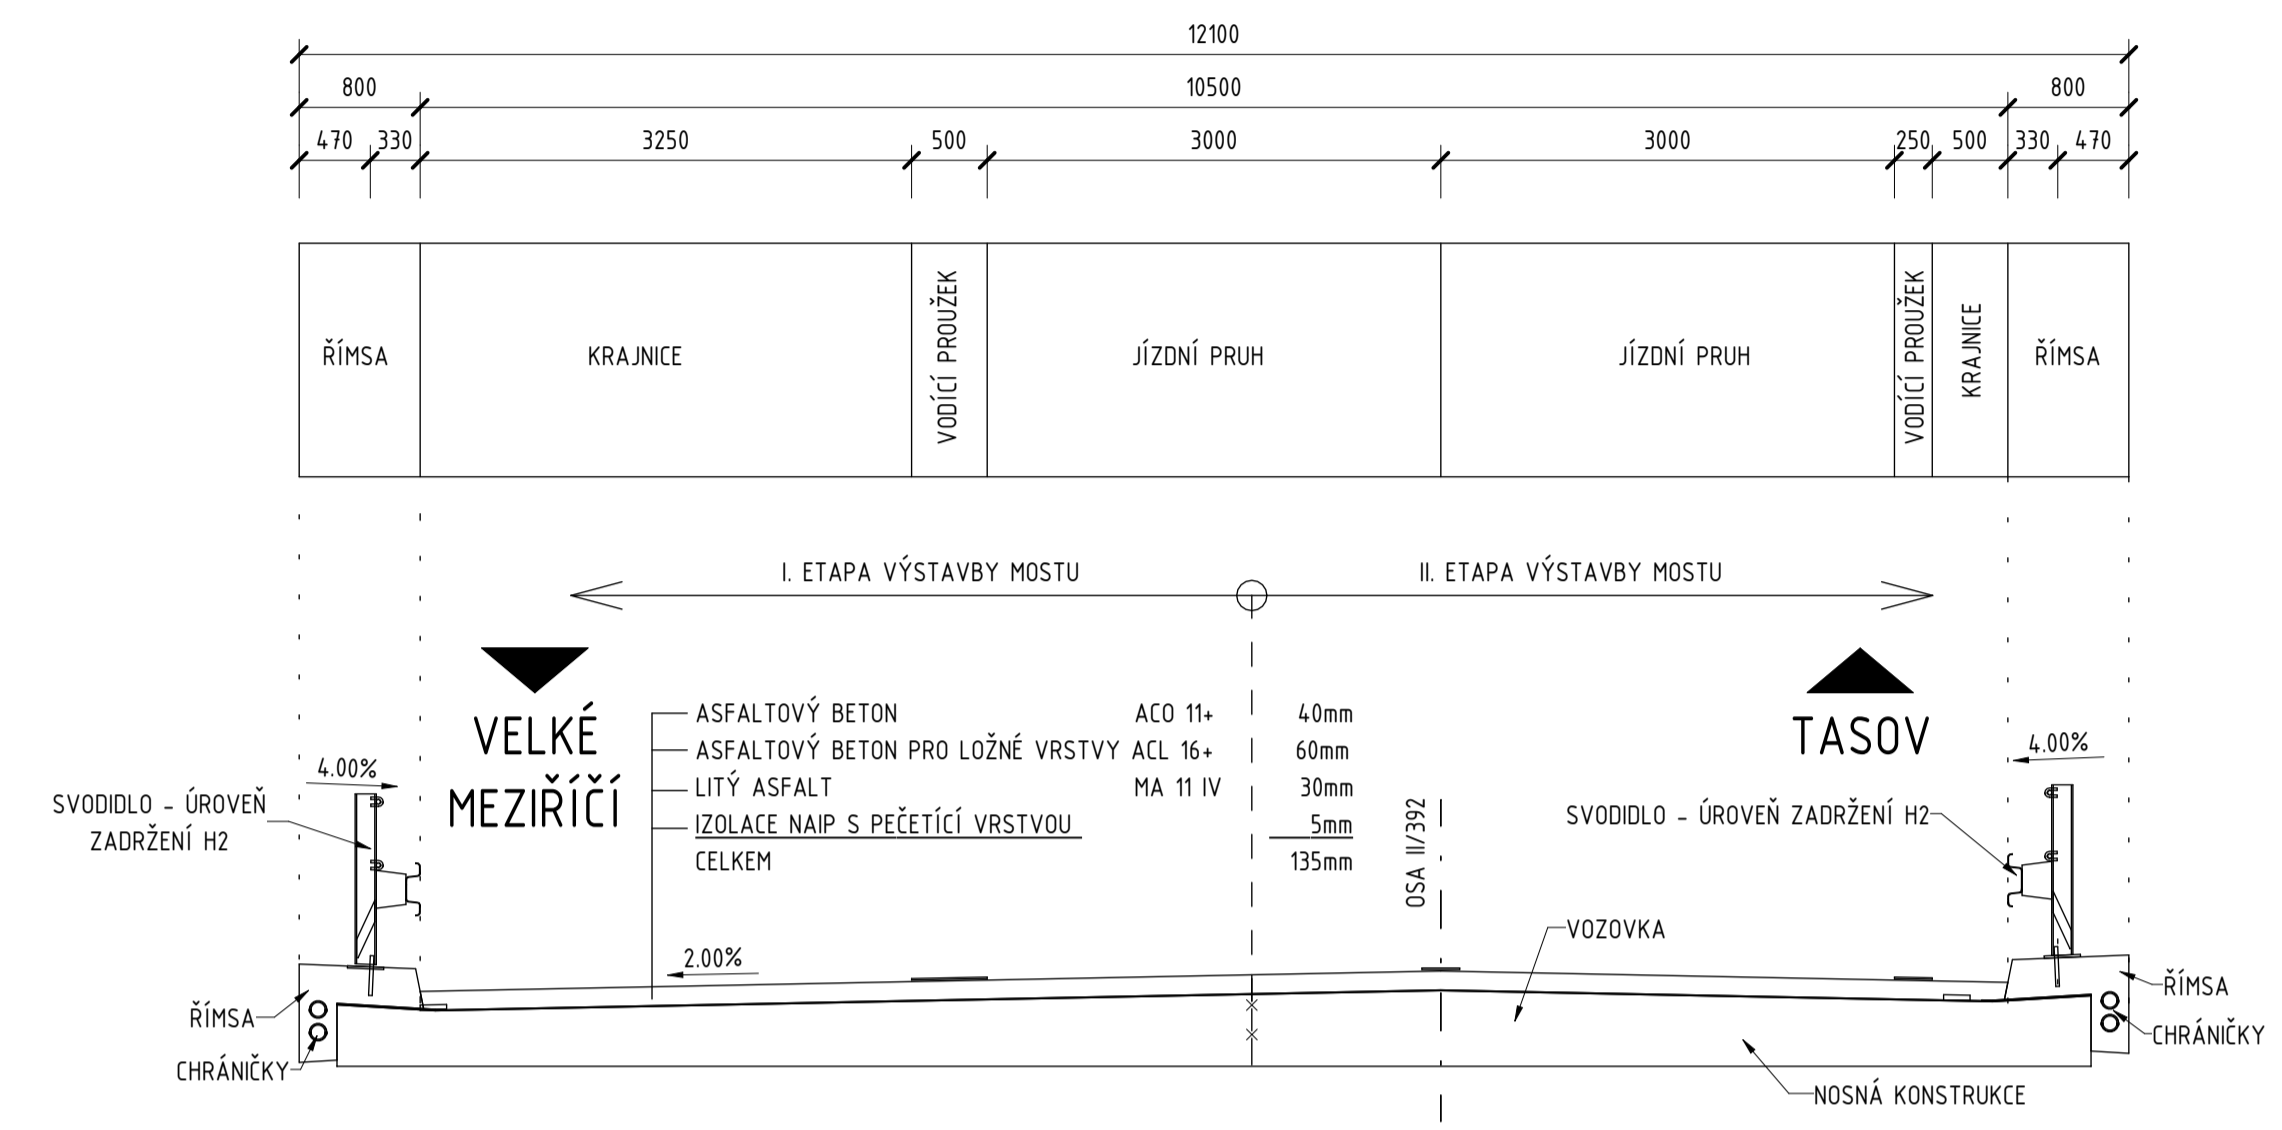 12100
800 10500 800
470 330 3250 500 3000 3000 250 500 330 470
ŘÍMSA KRAJNICE VODÍCÍ PROUŽEK JÍZDNÍ PRUH JÍZDNÍ PRUH VODÍCÍ PROUŽEK KRAJNICE ŘÍMSA
I. ETAPA VÝSTAVBY MOSTU II. ETAPA VÝSTAVBY MOSTU
VELKÉ
MEZIŘÍČÍ
TASOV
ASFALTOVÝ BETON ACO 11+ 40mm
ASFALTOVÝ BETON PRO LOŽNÉ VRSTVY ACL 16+ 60mm
LITÝ ASFALT MA 11 IV 30mm
IZOLACE NAIP S PEČETÍCÍ VRSTVOU 5mm
CELKEM 135mm
4.00%
4.00%
SVODIDLO - ÚROVEŇ
ZADRŽENÍ H2
SVODIDLO - ÚROVEŇ ZADRŽENÍ H2
OSA II/392
2.00%
VOZOVKA
ŘÍMSA
CHRÁNIČKY
ŘÍMSA
CHRÁNIČKY
NOSNÁ KONSTRUKCE